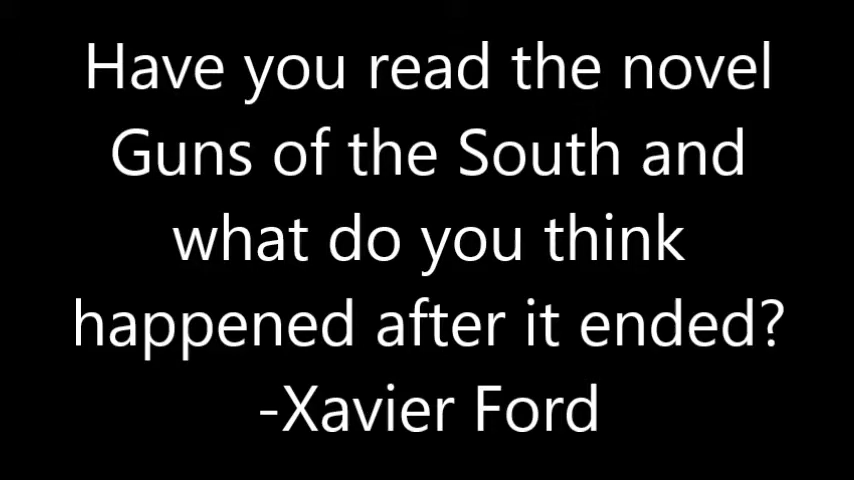 Have you read the novel
Guns of the South and
what do you think
happened after it ended?
-Xavier Ford